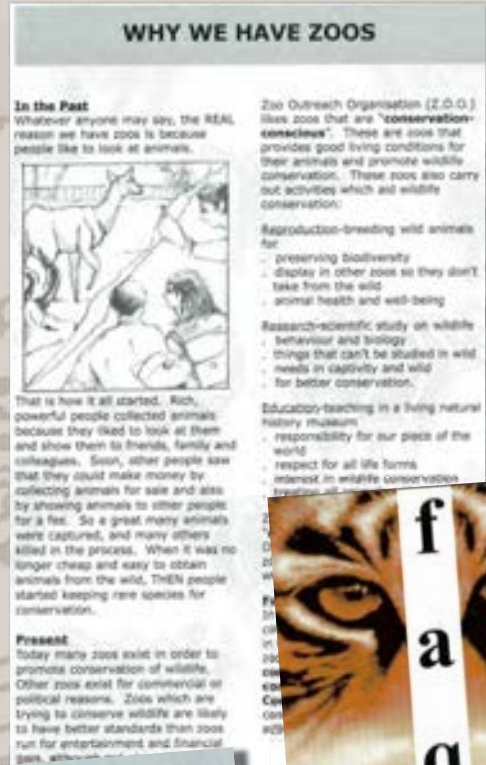 WHY WE HAVE ZOOS
In the Past
Whatever anyone may say, the REAL
reason we have zoos is because
people like to look at animals.
That is how it all started. Rich,
powerful people collected animals
because they liked to look at them
and show them to friends, family and
colleagues. Soon, other people saw
that they could make money by
collecting animals for sale and also
by showing animals to other people
for a fee. So a great many animals
were captured, and many others
killed in the process. When it was no
longer cheap and easy to obtain
animals from the wild, THEN people
started keeping rare species for
conservation.
Present
Today many zoos exist in order to
promote conservation of wildlife.
Other zoos exist for commercial or
political reasons. Zoos which are
trying to conserve wildlife are likely
to have better standards than zoos
run for entertainment and financial
gain, although
Zoo Outreach Organisation (Z.O.O.)
likes zoos that are "conservation-
conscious". These are zoos that
provides good living conditions for
their animals and promote wildlife
conservation. These zoos also carry
out activities which aid wildlife
conservation:
Reproduction-breeding wild animals
for
. preserving biodiversity
. display in other zoos so they don't
take from the wild
. animal health and well-being
Research-scientific study on wildlife
. behaviour and biology
. things that can't be studied in wild
. needs in captivity and wild
. for better conservation.
Education-teaching in a living natural
history museum
. responsibility for our piece of the
world
. respect for all life forms
. interest in wildlife conservation
f
a